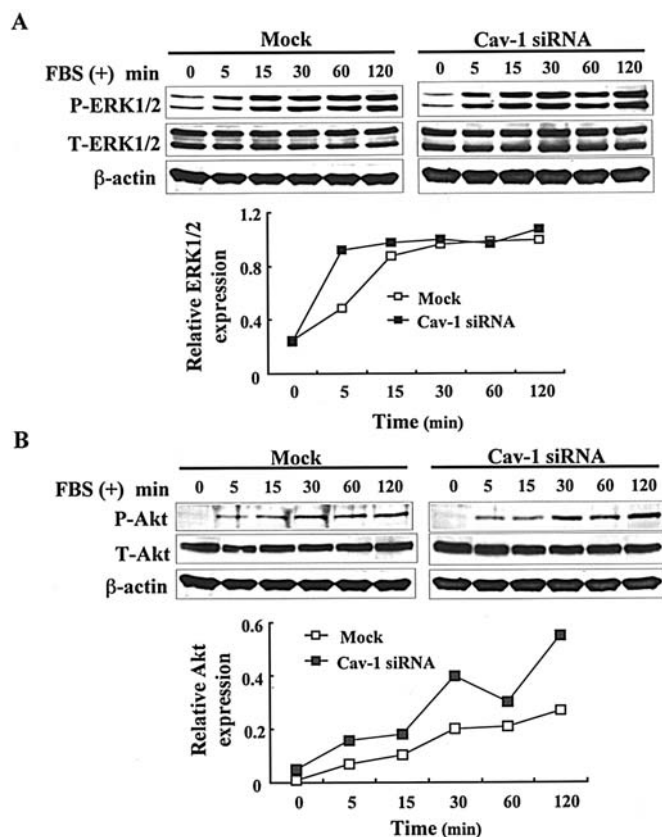 A
Mock Cav-1 siRNA
FBS (+) min 0 5 15 30 60 120 0 5 15 30 60 120
P-ERK1/2
T-ERK1/2
β-actin
1.2
0.8
0.4
0
Relative ERK1/2
expression
Mock
Cav-1 siRNA
0 5 15 30 60 120
Time (min)
B
Mock Cav-1 siRNA
FBS (+) min 0 5 15 30 60 120 0 5 15 30 60 120
P-Akt
T-Akt
β-actin
0.6
0.4
0.2
0
Relative Akt
expression
Mock
Cav-1 siRNA
0 5 15 30 60 120
Time (min)